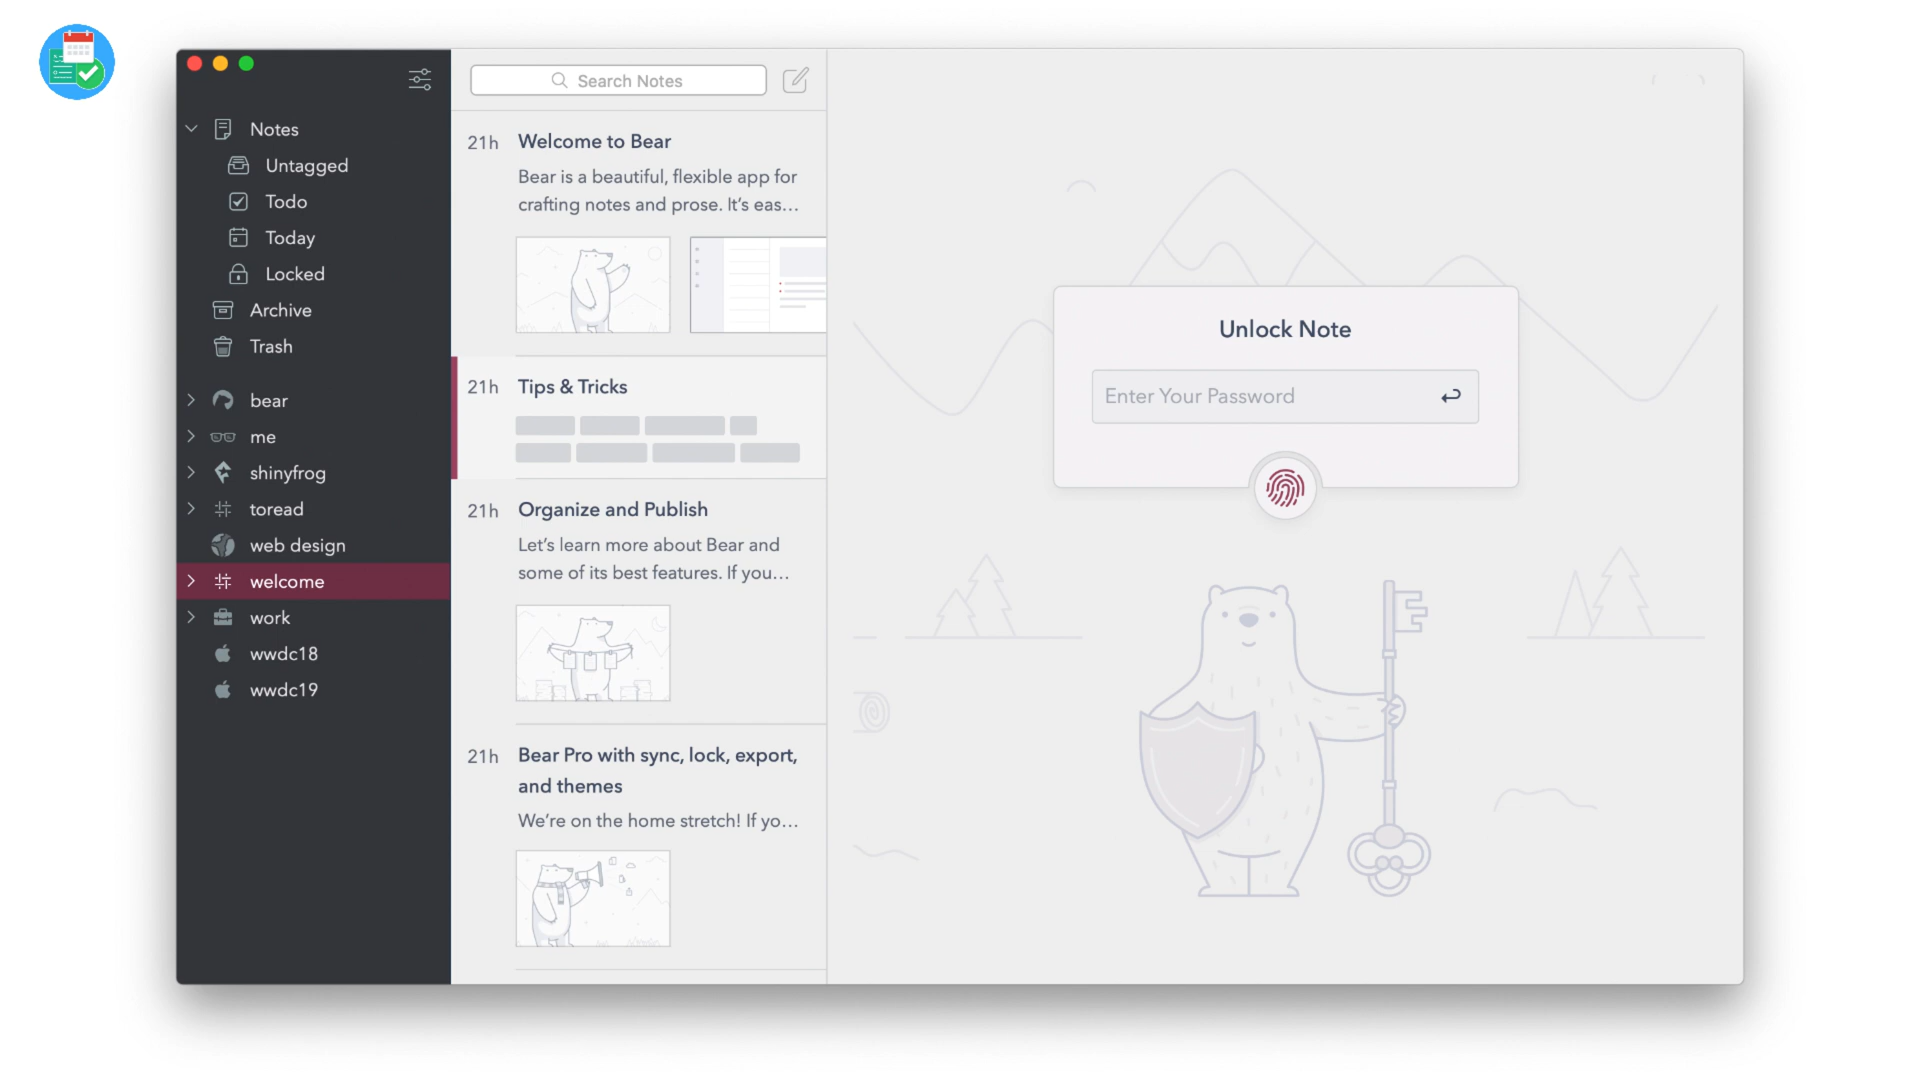 Notes
Untagged
Todo
Today
Locked
Archive
Trash
bear
me
shinyfrog
toread
web design
welcome
work
wwdc18
wwdc19
Search Notes
21h
Welcome to Bear
Bear is a beautiful, flexible app for
crafting notes and prose. It’s eas…
21h
Tips & Tricks
21h
Organize and Publish
Let’s learn more about Bear and
some of its best features. If you…
21h
Bear Pro with sync, lock, export,
and themes
We’re on the home stretch! If yo…
Unlock Note
Enter Your Password